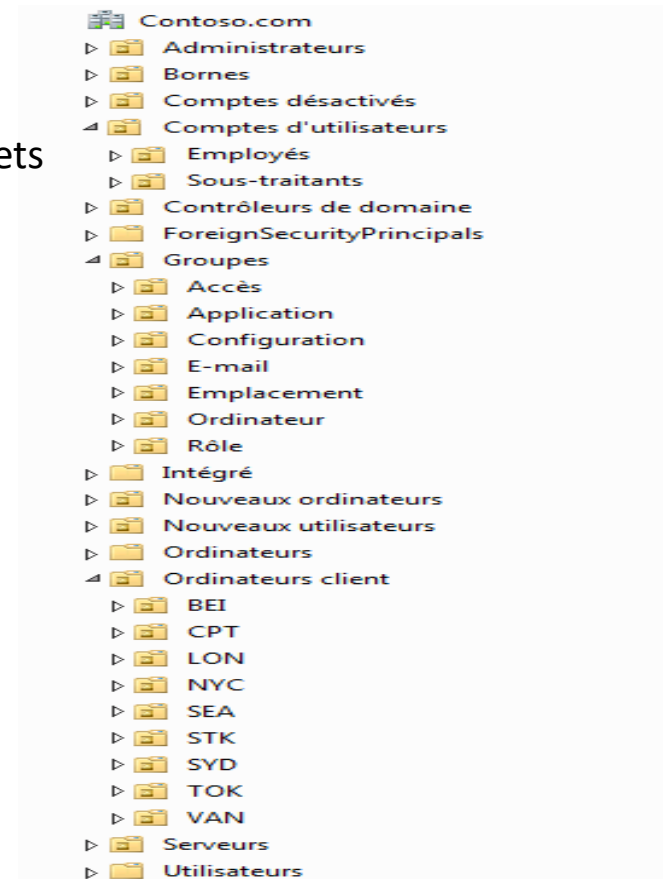 Contoso.com
Administrateurs
Bornes
Comptes désactivés
Comptes d'utilisateurs
ets
Employés
Sous-traitants
Contrôleurs de domaine
ForeignSecurityPrincipals
Groupes
Accès
Application
Configuration
E-mail
Emplacement
Ordinateur
Rôle
Intégré
Nouveaux ordinateurs
Nouveaux utilisateurs
Ordinateurs
Ordinateurs client
BEI
CPT
LON
NYC
SEA
STK
SYD
TOK
VAN
Serveurs
Utilisateurs